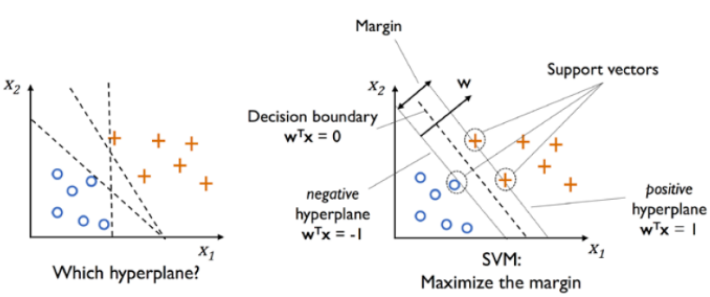 X2
X1
Which hyperplane?
Margin
X2
w
Support vectors
Decision boundary
wTx = 0
negative
hyperplane
wTx = -1
positive
hyperplane
wTx = 1
X1
SVM:
Maximize the margin